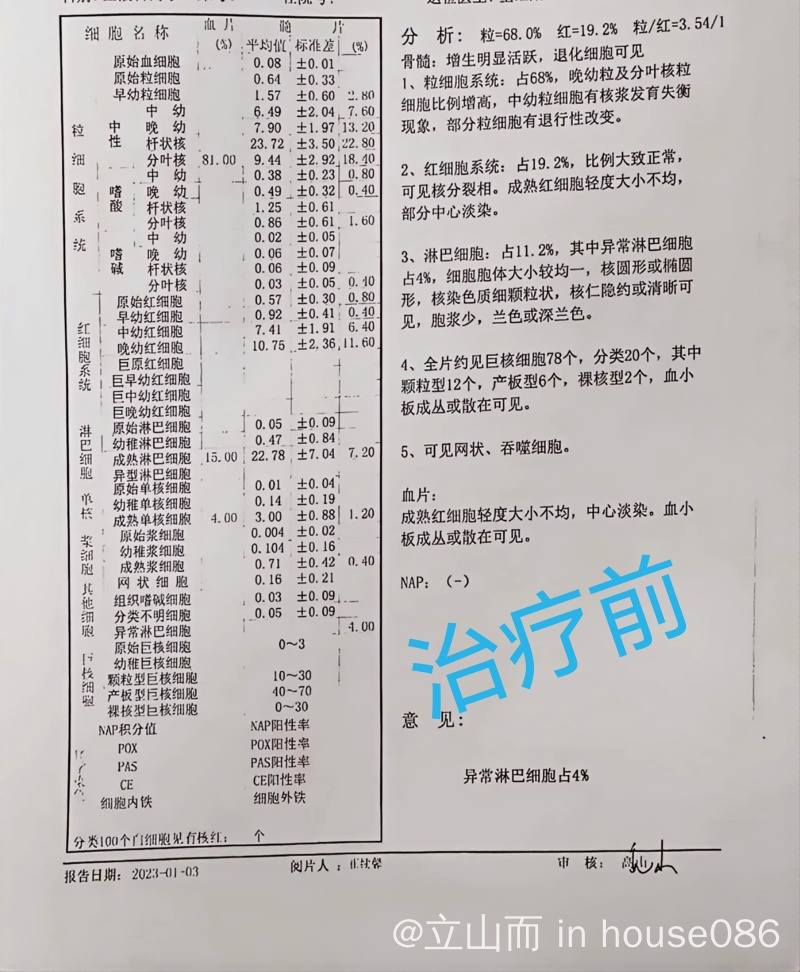 细胞名称 血片 髓片
(%) 平均值 标准差 (%)
原始血细胞 0.08 ±0.01
原始粒细胞 0.64 ±0.33
早幼粒细胞 1.57 ±0.60 2.80
粒细胞系统
中性
中幼 6.49 ±2.04 7.60
晚幼 7.90 ±1.97 13.20
杆状核 23.72 ±3.50 22.80
分叶核 81.00 9.44 ±2.92 18.40
嗜酸
中幼 0.38 ±0.23 0.80
晚幼 0.49 ±0.32 0.40
杆状核 1.25 ±0.61
分叶核 0.86 ±0.61 1.60
嗜碱
中幼 0.02 ±0.05
晚幼 0.06 ±0.07
杆状核 0.06 ±0.09
分叶核 0.03 ±0.05 0.40
红细胞系统
原始红细胞 0.57 ±0.30 0.80
早幼红细胞 0.92 ±0.41 0.40
中幼红细胞 7.41 ±1.91 6.40
晚幼红细胞 10.75 ±2.36 11.60
巨原红细胞
巨早幼红细胞
巨中幼红细胞
巨晚幼红细胞
淋巴细胞
原始淋巴细胞 0.05 ±0.09
幼稚淋巴细胞 0.47 ±0.84
成熟淋巴细胞 15.00 22.78 ±7.04 7.20
异型淋巴细胞
单核
原始单核细胞 0.01 ±0.04
幼稚单核细胞 0.14 ±0.19
成熟单核细胞 4.00 3.00 ±0.88 1.20
浆细胞
原始浆细胞 0.004 ±0.02
幼稚浆细胞 0.104 ±0.16
成熟浆细胞 0.71 ±0.42 0.40
其他细胞
网状细胞 0.16 ±0.21
组织嗜碱细胞 0.03 ±0.09
分类不明细胞 0.05 ±0.09
异常淋巴细胞 4.00
巨核细胞
原始巨核细胞 0～3
幼稚巨核细胞
颗粒型巨核细胞 10～30
产板型巨核细胞 40～70
裸核型巨核细胞 0～30
NAP积分值 NAP阳性率
POX POX阳性率
PAS PAS阳性率
CE CE阳性率
细胞内铁 细胞外铁
分类100个白细胞见有核红： 个
分 析： 粒=68.0% 红=19.2% 粒/红=3.54/1
骨髓：增生明显活跃，退化细胞可见
1、粒细胞系统：占68%，晚幼粒及分叶核粒
细胞比例增高，中幼粒细胞有核浆发育失衡
现象，部分粒细胞有退行性改变。
2、红细胞系统：占19.2%，比例大致正常，
可见核分裂相。成熟红细胞轻度大小不均，
部分中心淡染。
3、淋巴细胞：占11.2%，其中异常淋巴细胞
占4%，细胞胞体大小较均一，核圆形或椭圆
形，核染色质细颗粒状，核仁隐约或清晰可
见，胞浆少，兰色或深兰色。
4、全片约见巨核细胞78个，分类20个，其中
颗粒型12个，产板型6个，裸核型2个，血小
板成丛或散在可见。
5、可见网状、吞噬细胞。
血片：
成熟红细胞轻度大小不均，中心淡染。血小
板成丛或散在可见。
NAP：（-）
治疗前
意 见：
异常淋巴细胞占4%
报告日期：2023-01-03 阅片人： 审 核：
@立山而 in house086